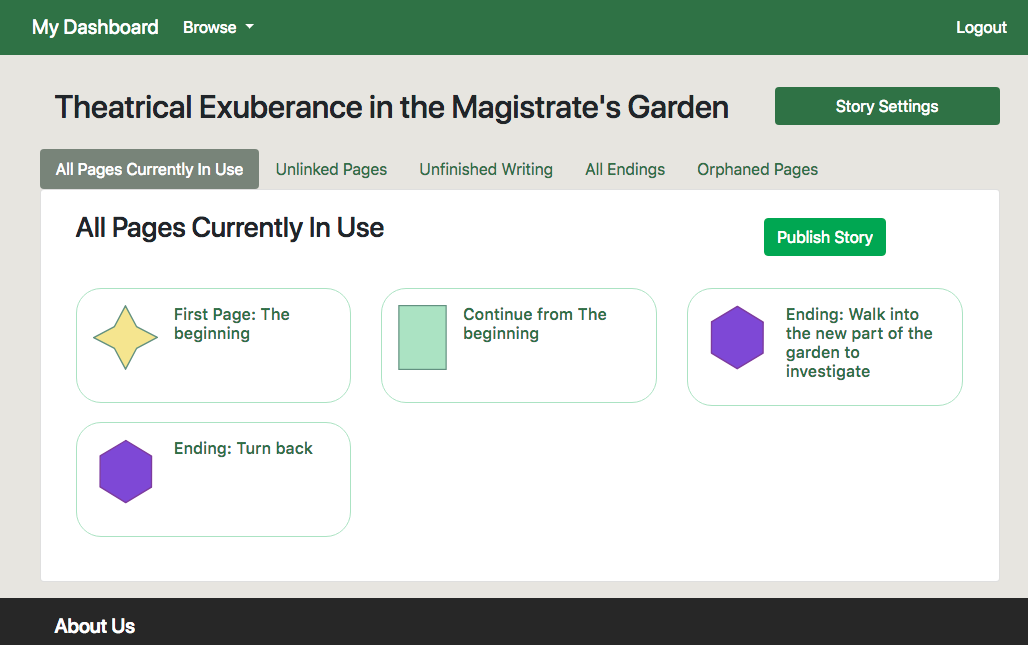 My Dashboard Browse Logout
Theatrical Exuberance in the Magistrate's Garden
Story Settings
All Pages Currently In Use Unlinked Pages Unfinished Writing All Endings Orphaned Pages
All Pages Currently In Use
Publish Story
First Page: The
beginning
Continue from The
beginning
Ending: Walk into
the new part of the
garden to
investigate
Ending: Turn back
About Us